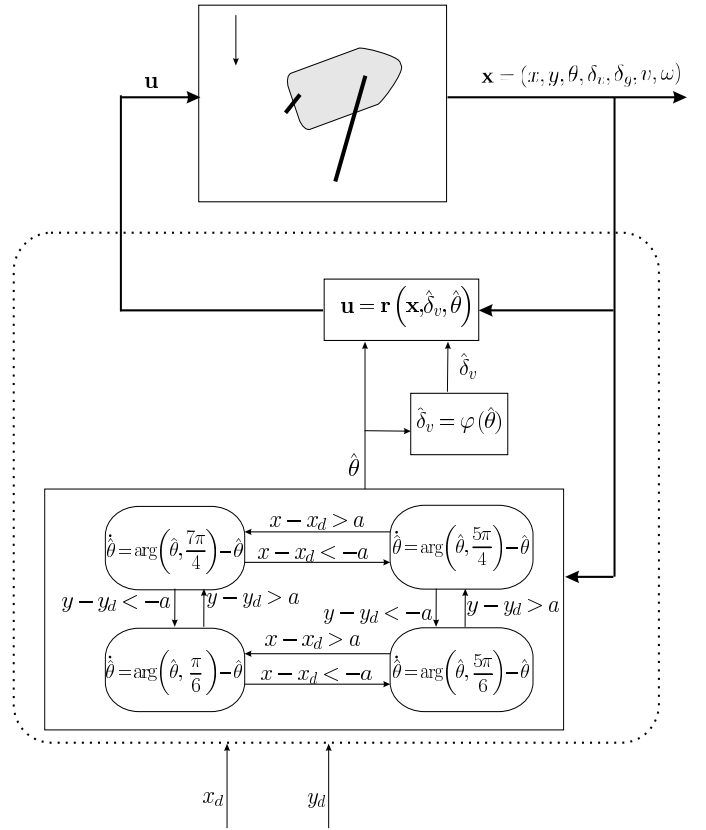 u
x = (x, y, θ, δ_v, δ_g, v, ω)
u = r(x, δ̂_v, θ̂)
δ̂_v
δ̂_v = φ(θ̂)
θ̂
θ̂̇ = arg(θ̂, 7π/4) − θ̂
x − x_d > a
x − x_d < −a
θ̂̇ = arg(θ̂, 5π/4) − θ̂
y − y_d < −a
y − y_d > a
y − y_d < −a
y − y_d > a
θ̂̇ = arg(θ̂, π/6) − θ̂
x − x_d > a
x − x_d < −a
θ̂̇ = arg(θ̂, 5π/6) − θ̂
x_d
y_d